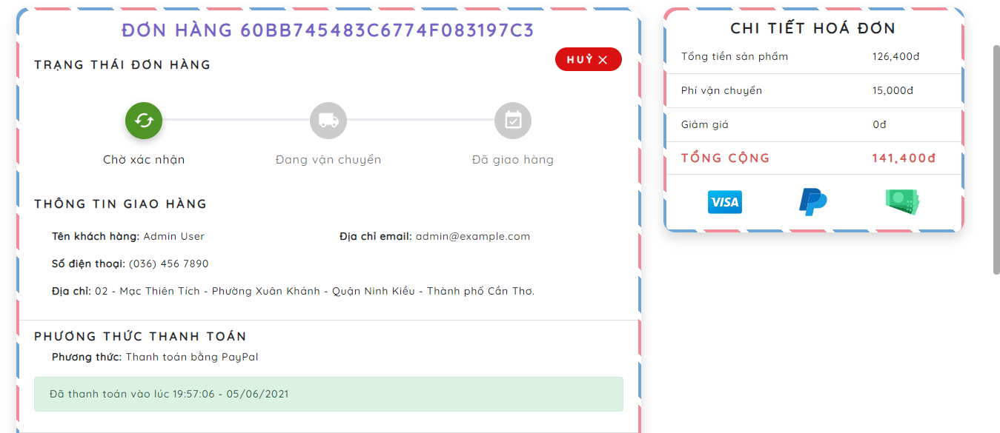 ĐƠN HÀNG 60BB745483C6774F083197C3
TRẠNG THÁI ĐƠN HÀNG
HUỶ
Chờ xác nhận
Đang vận chuyển
Đã giao hàng
THÔNG TIN GIAO HÀNG
Tên khách hàng: Admin User
Địa chỉ email: admin@example.com
Số điện thoại: (036) 456 7890
Địa chỉ: 02 - Mạc Thiên Tích - Phường Xuân Khánh - Quận Ninh Kiều - Thành phố Cần Thơ.
PHƯƠNG THỨC THANH TOÁN
Phương thức: Thanh toán bằng PayPal
Đã thanh toán vào lúc 19:57:06 - 05/06/2021
CHI TIẾT HOÁ ĐƠN
Tổng tiền sản phẩm 126,400đ
Phí vận chuyển 15,000đ
Giảm giá 0đ
TỔNG CỘNG 141,400đ
VISA